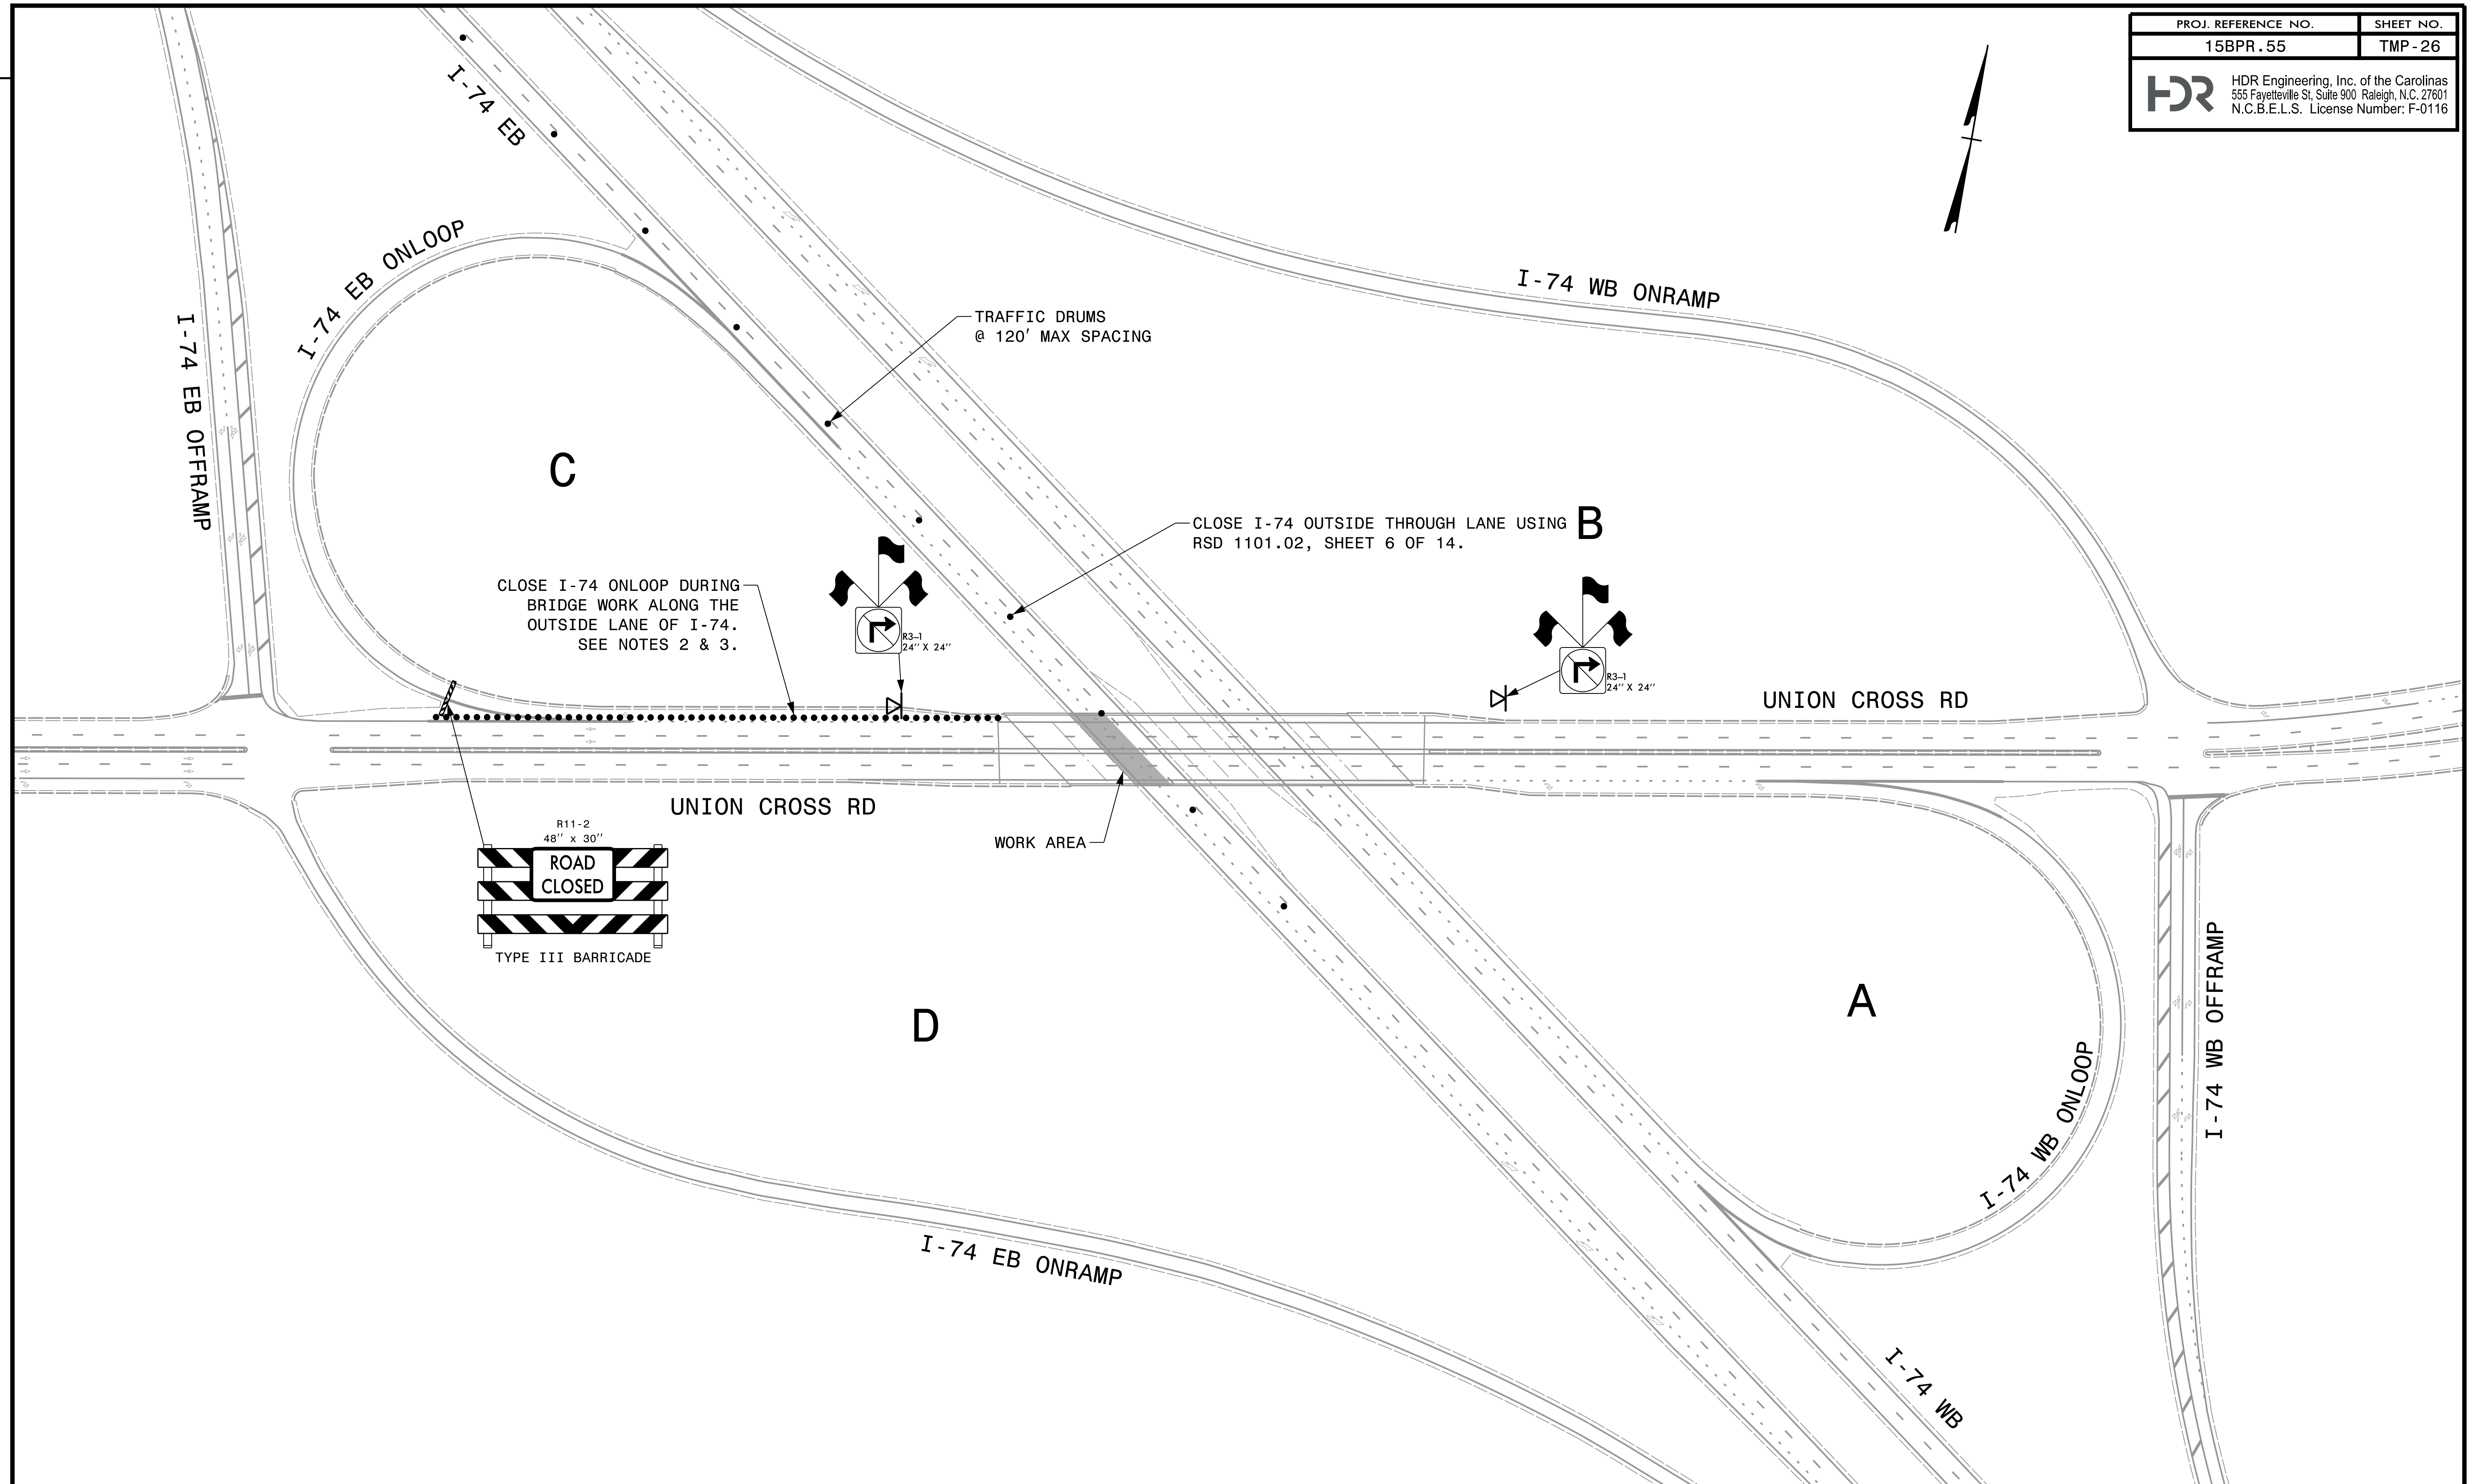 PROJ. REFERENCE NO. SHEET NO.
15BPR.55 TMP-26
HDR
HDR Engineering, Inc. of the Carolinas
555 Fayetteville St, Suite 900 Raleigh, N.C. 27601
N.C.B.E.L.S. License Number: F-0116
I-74 EB
I-74 EB ONLOOP
I-74 WB ONRAMP
I-74 EB OFFRAMP
TRAFFIC DRUMS
@ 120' MAX SPACING
C
B
CLOSE I-74 OUTSIDE THROUGH LANE USING
RSD 1101.02, SHEET 6 OF 14.
CLOSE I-74 ONLOOP DURING
BRIDGE WORK ALONG THE
OUTSIDE LANE OF I-74.
SEE NOTES 2 & 3.
R3-1
24" X 24"
R3-1
24" X 24"
UNION CROSS RD
UNION CROSS RD
WORK AREA
R11-2
48" x 30"
ROAD
CLOSED
TYPE III BARRICADE
D
A
I-74 WB OFFRAMP
I-74 WB ONLOOP
I-74 EB ONRAMP
I-74 WB